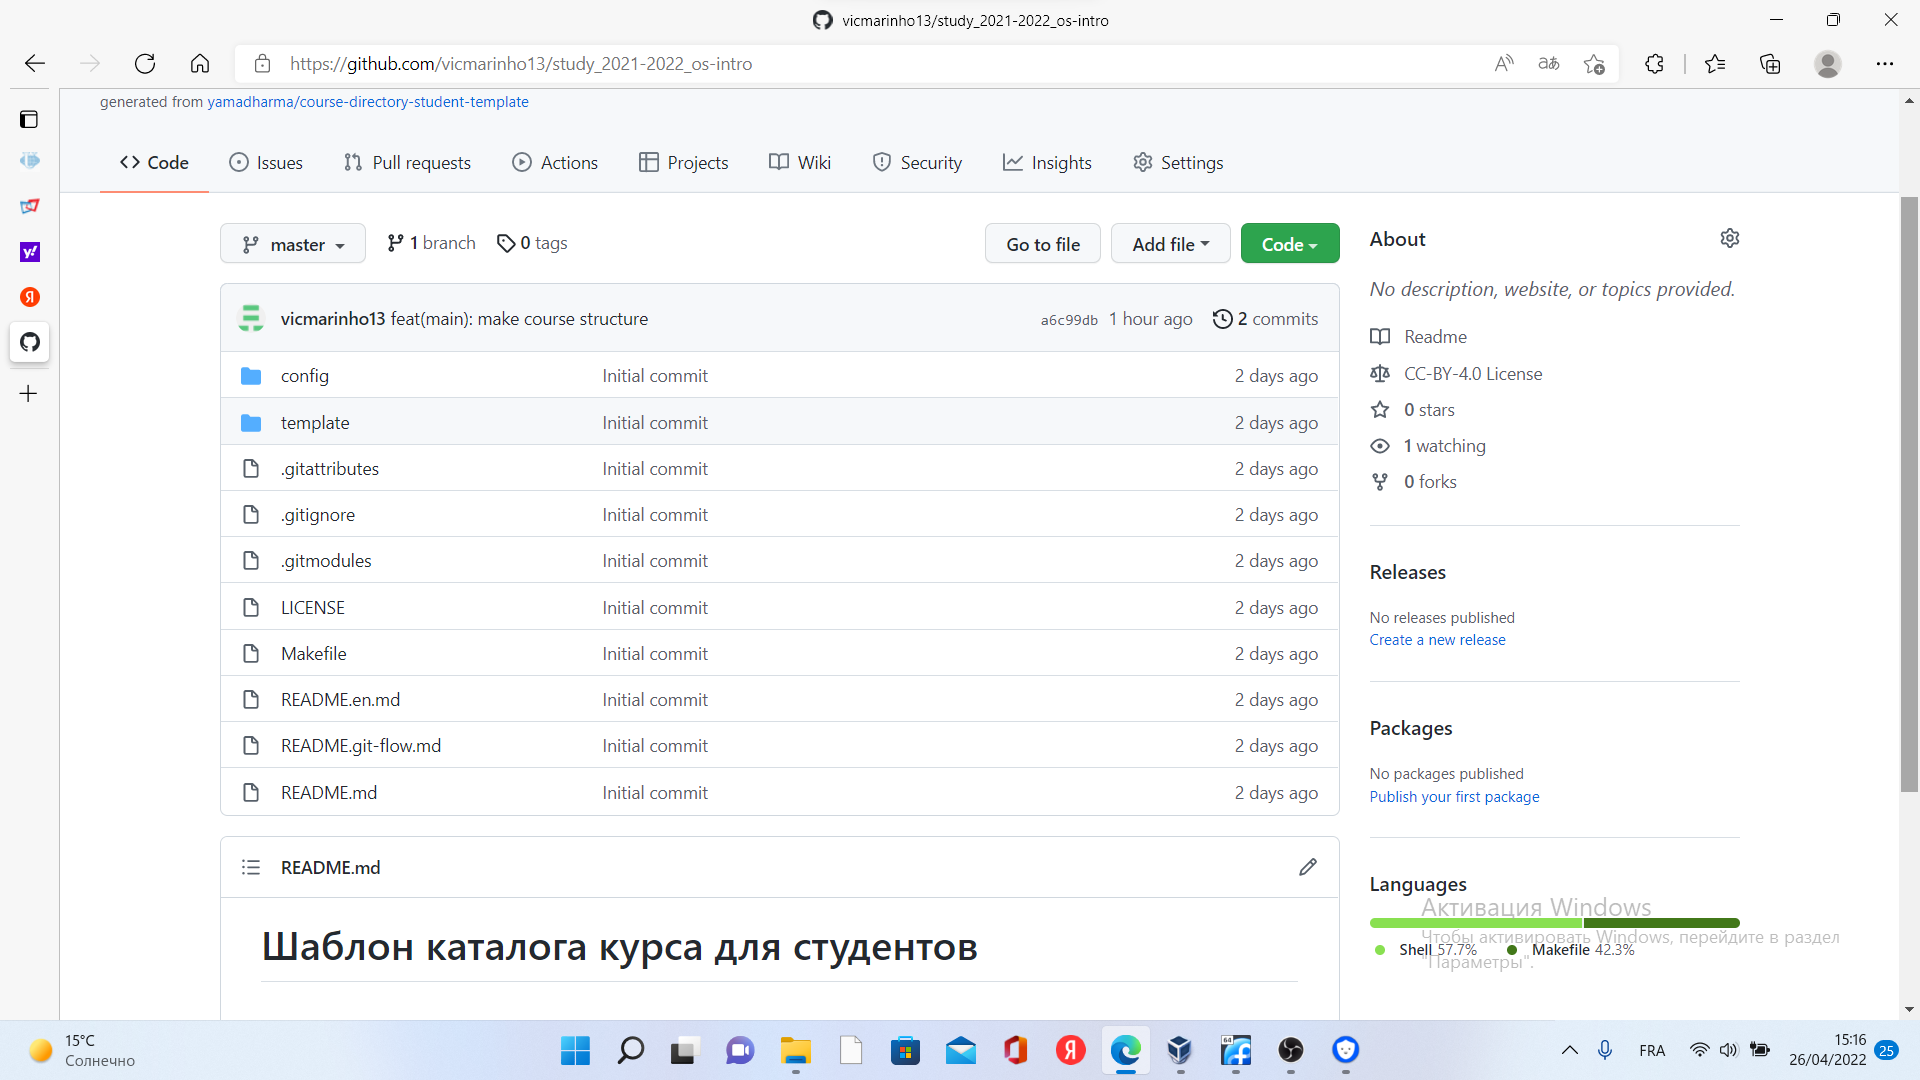 vicmarinho13/study_2021-2022_os-intro
https://github.com/vicmarinho13/study_2021-2022_os-intro
generated from yamadharma/course-directory-student-template
Code Issues Pull requests Actions Projects Wiki Security Insights Settings
master 1 branch 0 tags Go to file Add file Code
vicmarinho13 feat(main): make course structure a6c99db 1 hour ago 2 commits
config Initial commit 2 days ago
template Initial commit 2 days ago
.gitattributes Initial commit 2 days ago
.gitignore Initial commit 2 days ago
.gitmodules Initial commit 2 days ago
LICENSE Initial commit 2 days ago
Makefile Initial commit 2 days ago
README.en.md Initial commit 2 days ago
README.git-flow.md Initial commit 2 days ago
README.md Initial commit 2 days ago
README.md
Шаблон каталога курса для студентов
About
No description, website, or topics provided.
Readme
CC-BY-4.0 License
0 stars
1 watching
0 forks
Releases
No releases published
Create a new release
Packages
No packages published
Publish your first package
Languages
Shell 57.7% Makefile 42.3%
Активация Windows
Чтобы активировать Windows, перейдите в раздел
"Параметры".
15°C
Солнечно
64
FRA
15:16
26/04/2022
25